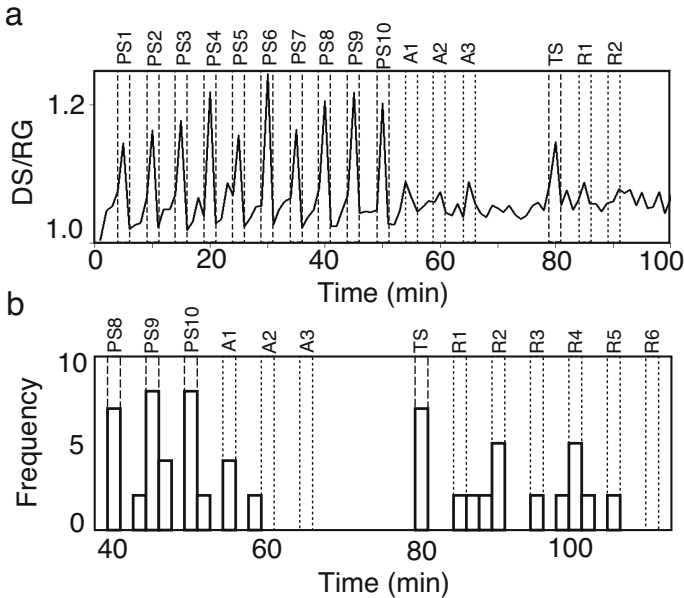 a
PS1 PS2 PS3 PS4 PS5 PS6 PS7 PS8 PS9 PS10 A1 A2 A3 TS R1 R2
DS/RG
1.2
1.0
0 20 40 60 80 100
Time (min)
b
PS8 PS9 PS10 A1 A2 A3 TS R1 R2 R3 R4 R5 R6
Frequency
10
5
0
40 60 80 100
Time (min)